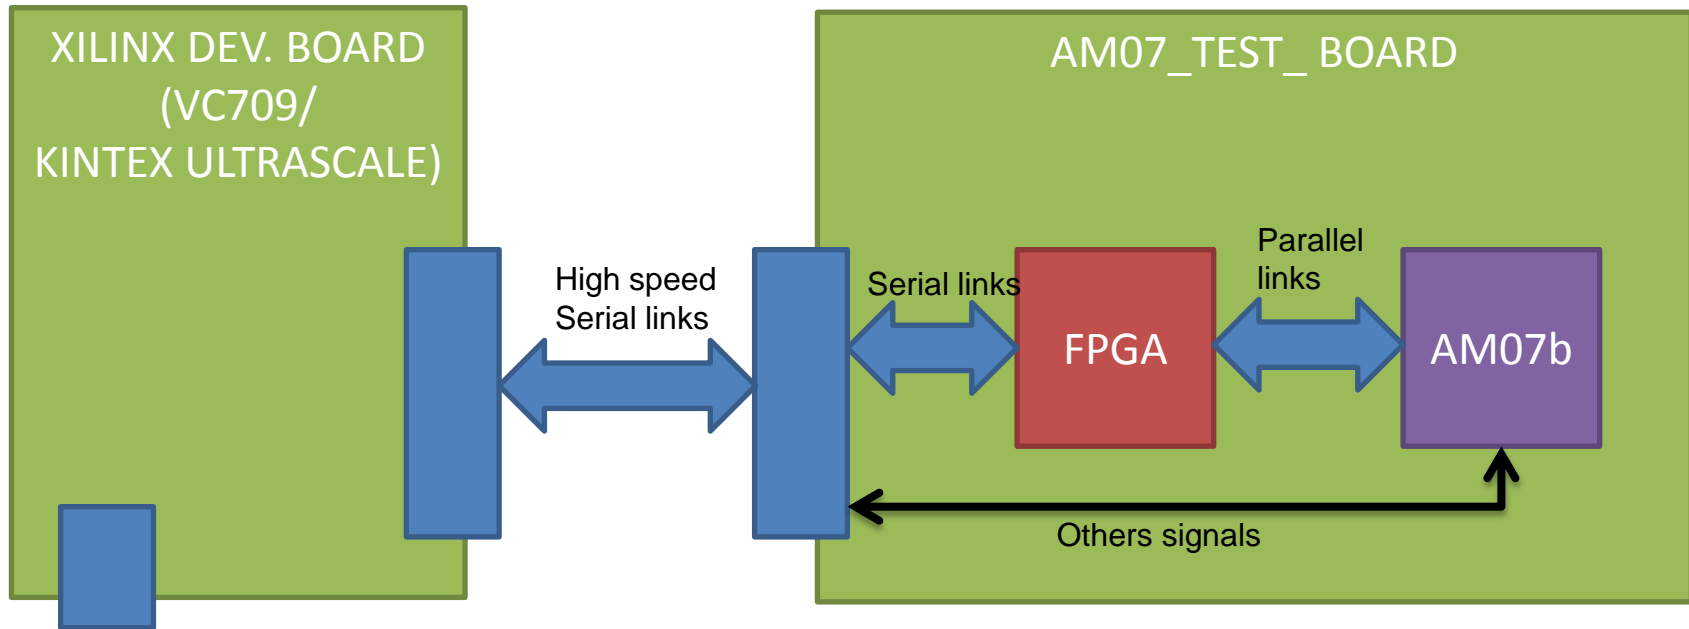 XILINX DEV. BOARD
(VC709/
KINTEX ULTRASCALE)
AM07_TEST_ BOARD
High speed
Serial links
Serial links
Parallel
links
FPGA
AM07b
Others signals